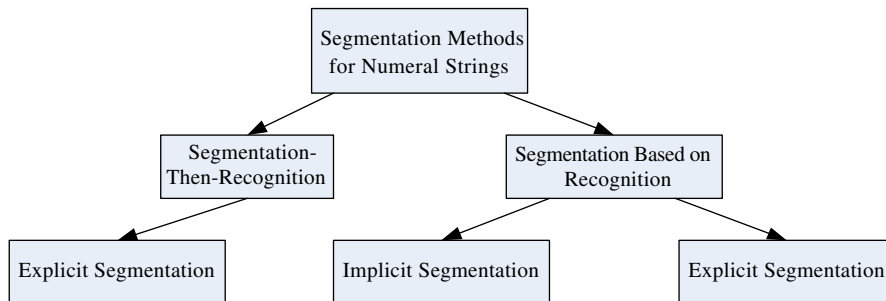 Segmentation Methods
for Numeral Strings
Segmentation-
Then-Recognition
Segmentation Based on
Recognition
Explicit Segmentation
Implicit Segmentation
Explicit Segmentation